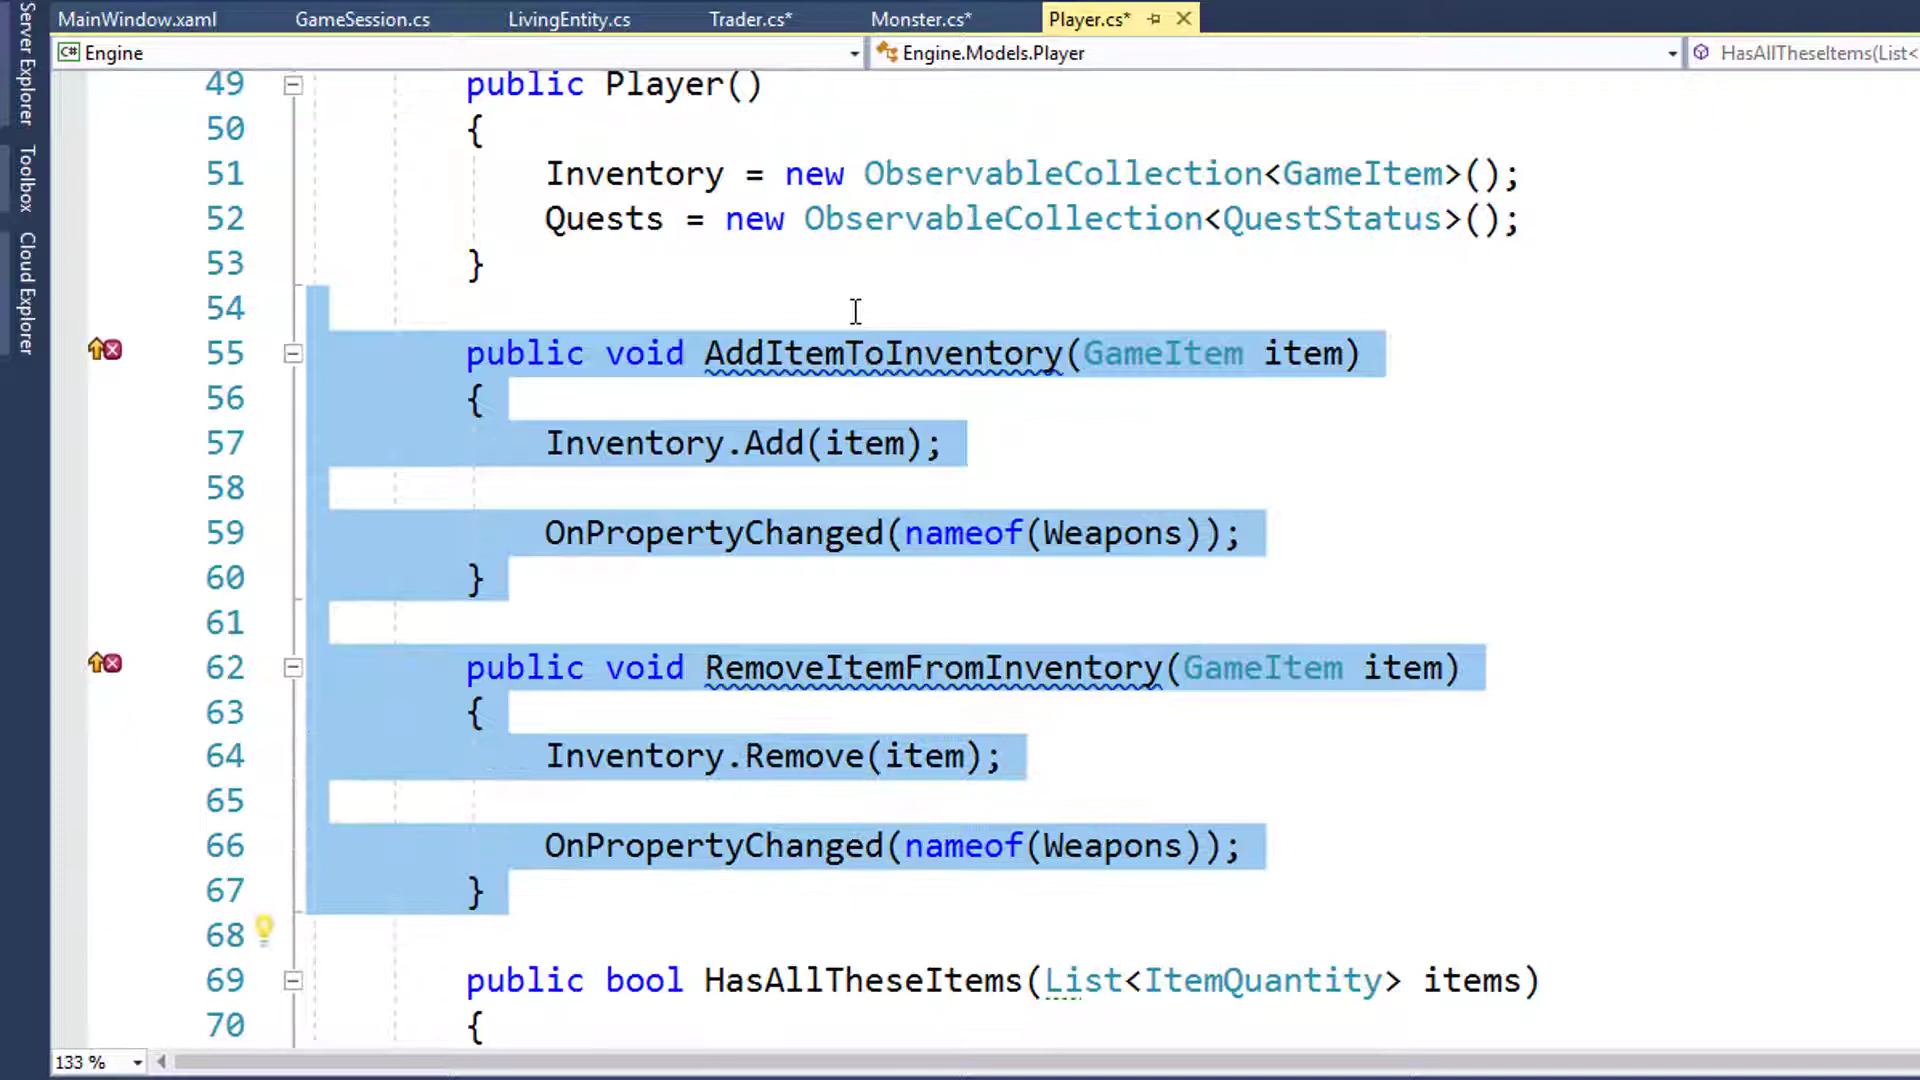 MainWindow.xaml GameSession.cs LivingEntity.cs Trader.cs* Monster.cs* Player.cs*
C# Engine Engine.Models.Player HasAllTheseItems(List<
Server Explorer
Toolbox
Cloud Explorer
49 public Player()
50 {
51 Inventory = new ObservableCollection<GameItem>();
52 Quests = new ObservableCollection<QuestStatus>();
53 }
54
55 public void AddItemToInventory(GameItem item)
56 {
57 Inventory.Add(item);
58
59 OnPropertyChanged(nameof(Weapons));
60 }
61
62 public void RemoveItemFromInventory(GameItem item)
63 {
64 Inventory.Remove(item);
65
66 OnPropertyChanged(nameof(Weapons));
67 }
68
69 public bool HasAllTheseItems(List<ItemQuantity> items)
70 {
133 %